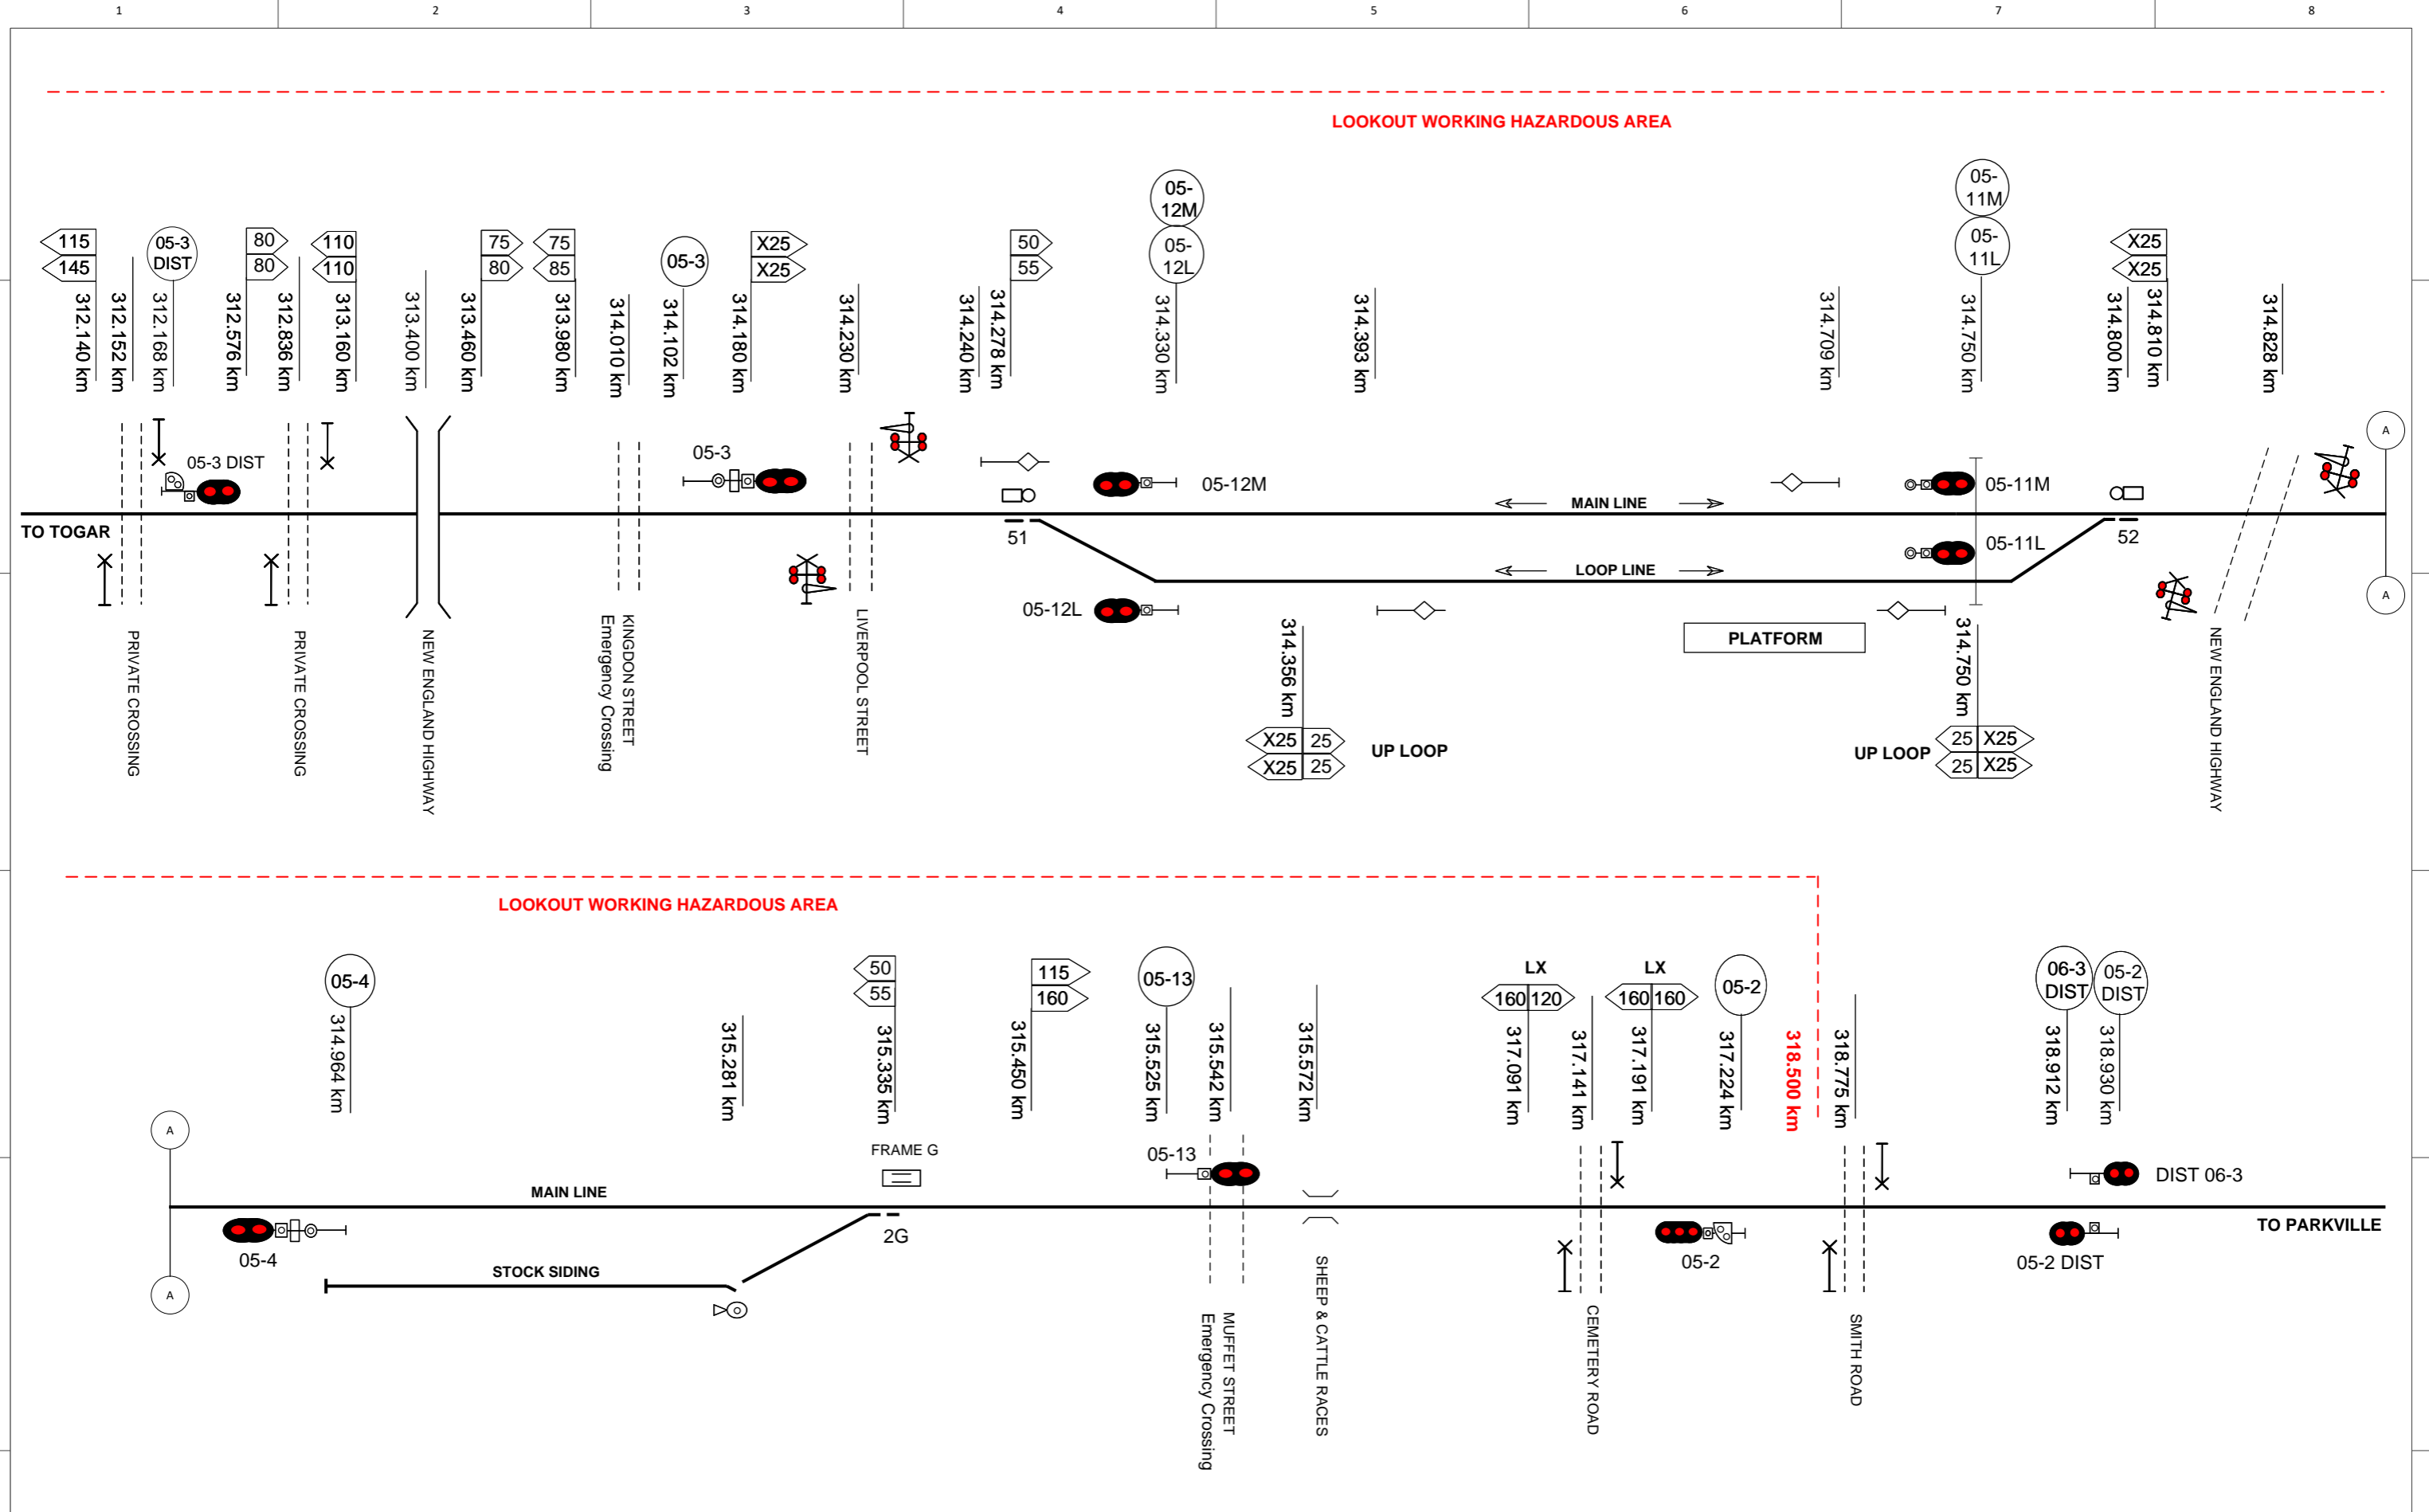 1 2 3 4 5 6 7 8
LOOKOUT WORKING HAZARDOUS AREA
115
145
05-3
DIST
80
80
110
110
75
80
75
85
05-3
X25
X25
50
55
05-
12M
05-
12L
05-
11M
05-
11L
X25
X25
312.140 km
312.152 km
312.168 km
312.576 km
312.836 km
313.160 km
313.400 km
313.460 km
313.980 km
314.010 km
314.102 km
314.180 km
314.230 km
314.240 km
314.278 km
314.330 km
314.393 km
314.709 km
314.750 km
314.800 km
314.810 km
314.828 km
A
05-3 DIST
05-3
05-12M
05-11M
MAIN LINE
TO TOGAR
51
05-11L
52
LOOP LINE
05-12L
A
PRIVATE CROSSING
PRIVATE CROSSING
NEW ENGLAND HIGHWAY
KINGDON STREET
Emergency Crossing
LIVERPOOL STREET
314.356 km
X25 25
X25 25
UP LOOP
PLATFORM
314.750 km
UP LOOP
25 X25
25 X25
NEW ENGLAND HIGHWAY
LOOKOUT WORKING HAZARDOUS AREA
05-4
50
55
115
160
05-13
LX
160 120
LX
160 160
05-2
06-3
DIST
05-2
DIST
314.964 km
315.281 km
315.335 km
315.450 km
315.525 km
315.542 km
315.572 km
317.091 km
317.141 km
317.191 km
317.224 km
318.500 km
318.775 km
318.912 km
318.930 km
A
FRAME G
05-13
DIST 06-3
MAIN LINE
TO PARKVILLE
05-4
2G
05-2
05-2 DIST
STOCK SIDING
A
MUFFET STREET
Emergency Crossing
SHEEP & CATTLE RACES
CEMETERY ROAD
SMITH ROAD